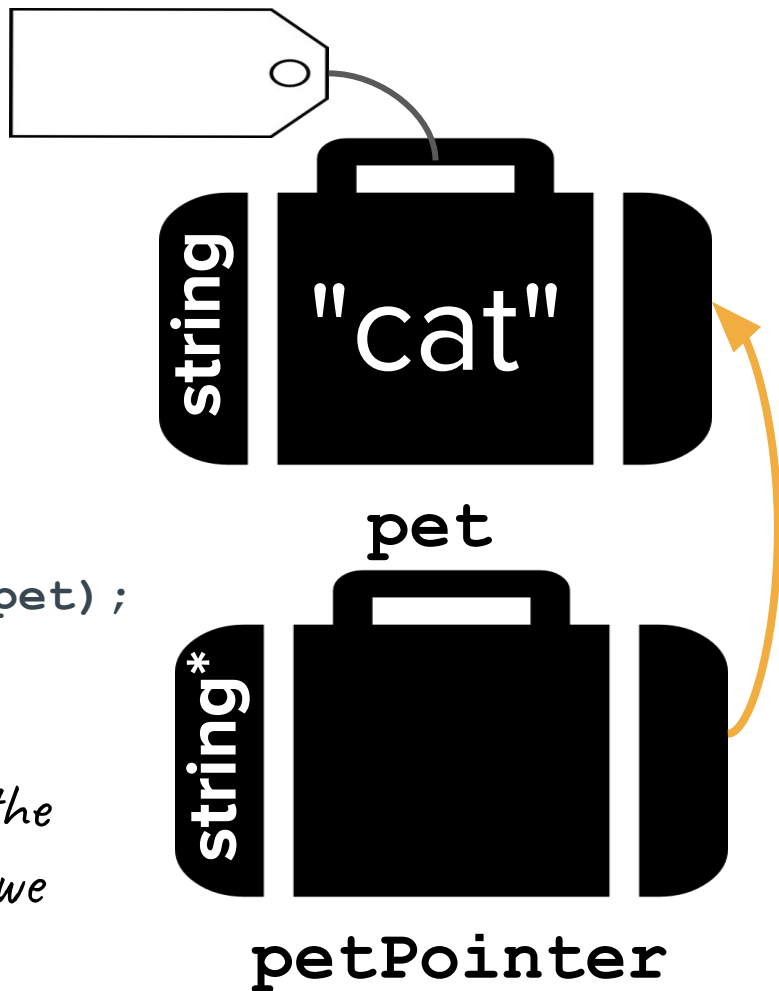 string
"cat"
pet
pet);
string*
the
we
petPointer